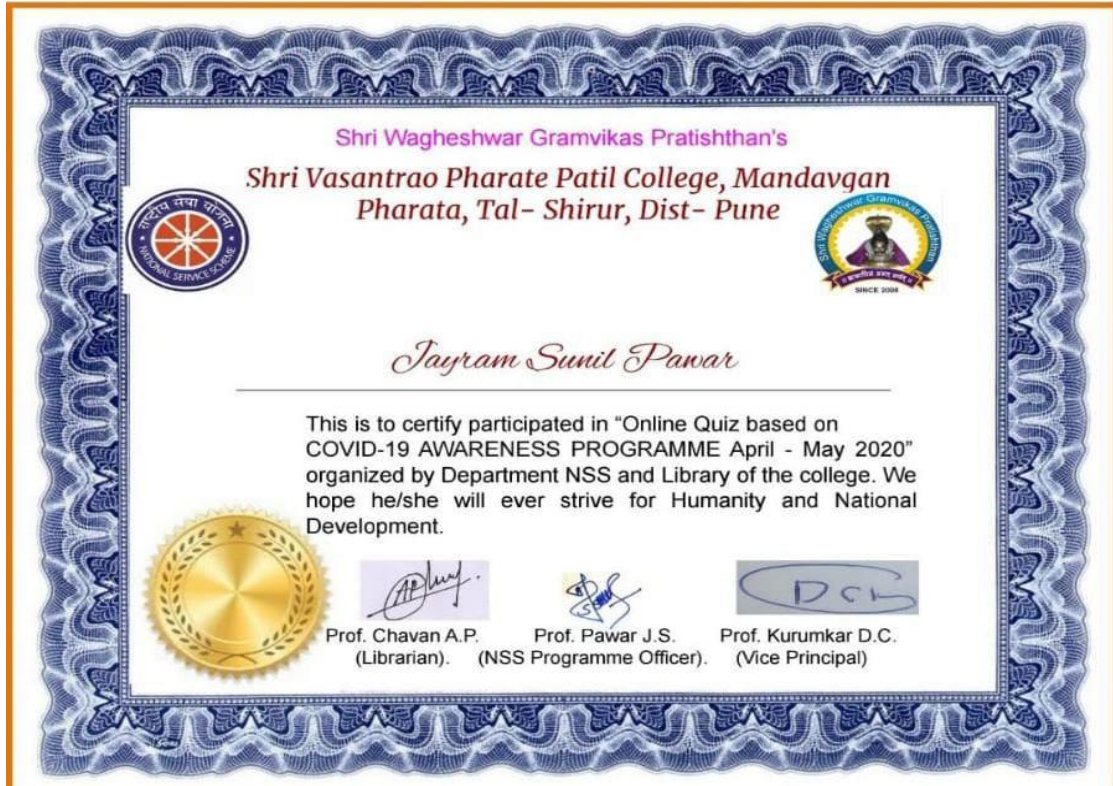 Shri Wagheshwar Gramvikas Pratishthan's
Shri Vasantrao Pharate Patil College, Mandavgan
Pharata, Tal- Shirur, Dist- Pune
राष्ट्रीय सेवा योजना
NATIONAL SERVICE SCHEME
Shri Wagheshwar Gramvikas Pratishthan
SINCE 2008
Jayram Sunil Pawar
This is to certify participated in “Online Quiz based on
COVID-19 AWARENESS PROGRAMME April - May 2020”
organized by Department NSS and Library of the college. We
hope he/she will ever strive for Humanity and National
Development.
Prof. Chavan A.P.
(Librarian).
Prof. Pawar J.S.
(NSS Programme Officer).
Prof. Kurumkar D.C.
(Vice Principal)